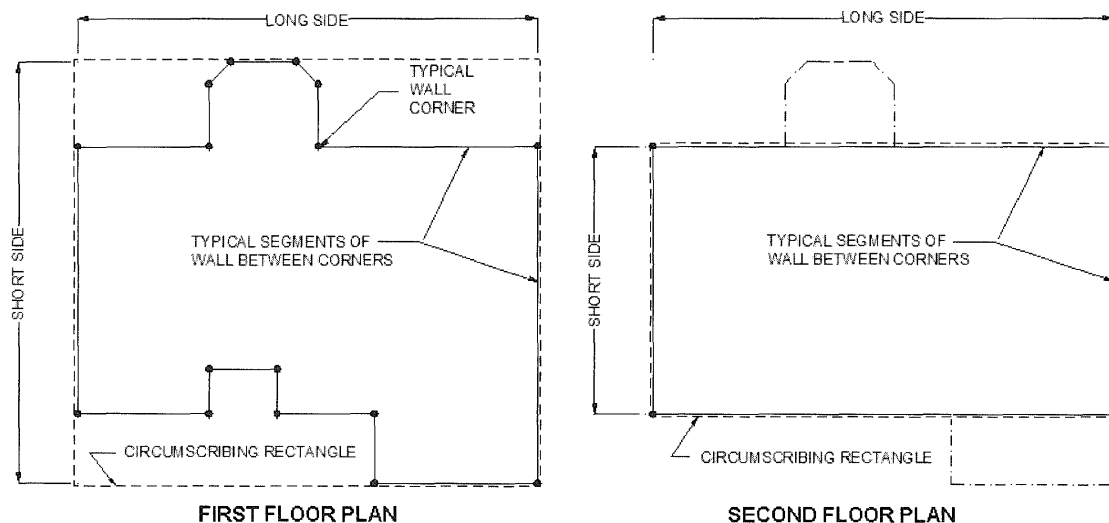 LONG SIDE
TYPICAL
WALL
CORNER
SHORT SIDE
TYPICAL SEGMENTS OF
WALL BETWEEN CORNERS
CIRCUMSCRIBING RECTANGLE
FIRST FLOOR PLAN
LONG SIDE
SHORT SIDE
TYPICAL SEGMENTS OF
WALL BETWEEN CORNERS
CIRCUMSCRIBING RECTANGLE
SECOND FLOOR PLAN